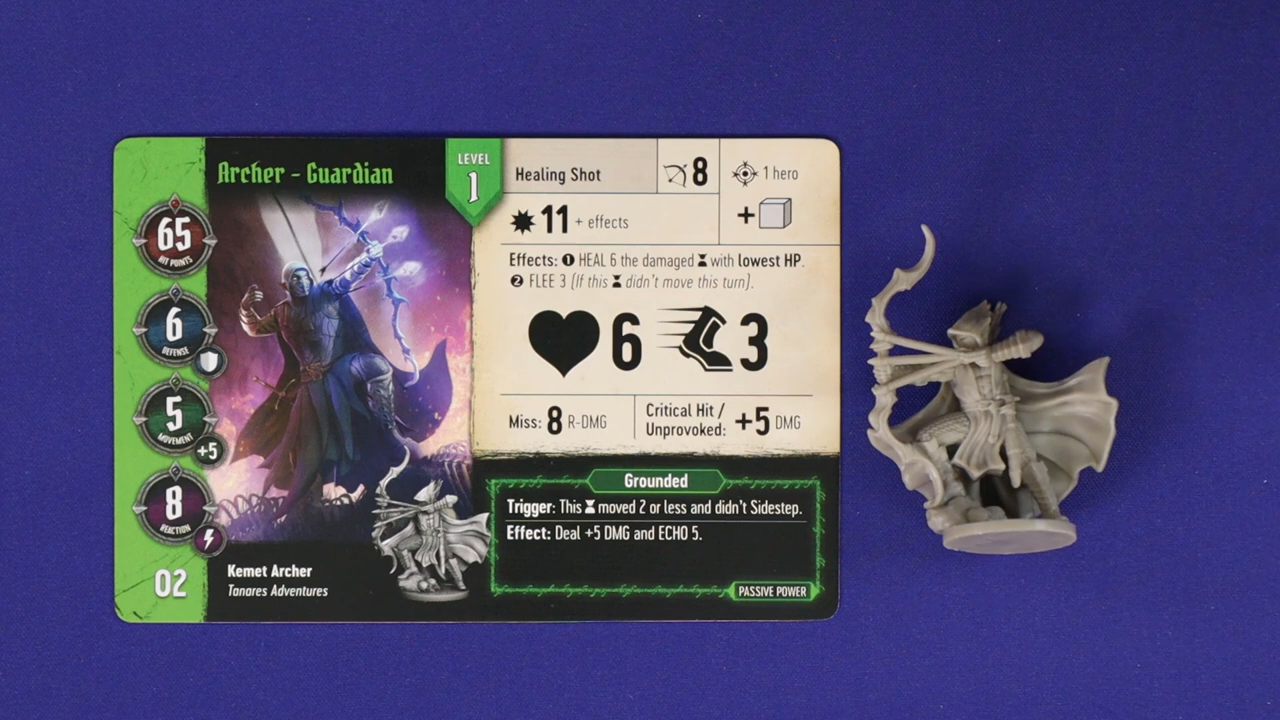 Archer - Guardian
LEVEL
1
65
HIT POINTS
6
DEFENSE
5
MOVEMENT
+5
8
REACTION
02
Kemet Archer
Tanares Adventures
Healing Shot
8
1 hero
+
11 + effects
Effects: ❶ HEAL 6 the damaged with lowest HP.
❷ FLEE 3 (If this didn't move this turn).
6
3
Miss: 8 R-DMG
Critical Hit /
Unprovoked: +5 DMG
Grounded
Trigger: This moved 2 or less and didn't Sidestep.
Effect: Deal +5 DMG and ECHO 5.
PASSIVE POWER